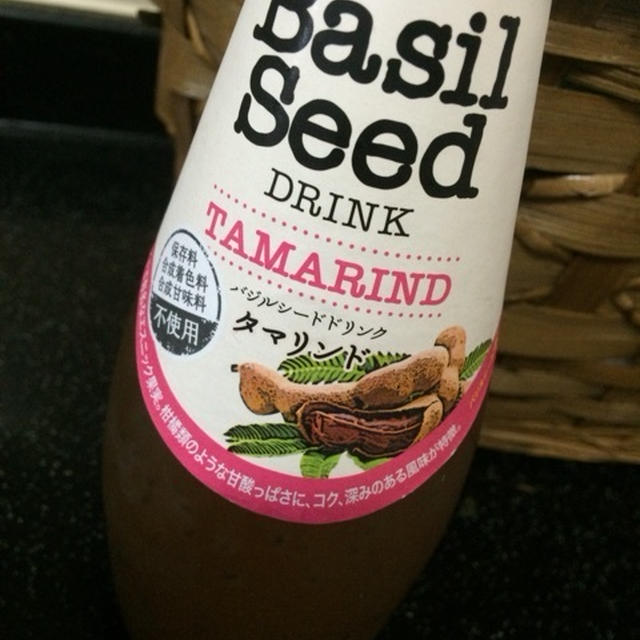 Basil
Seed
DRINK
TAMARIND
保存料
合成着色料
合成甘味料
不使用
バジルシードドリンク
タマリンド
果実。柑橘類のような甘酸っぱさに、コク、深みのある風味が特徴。